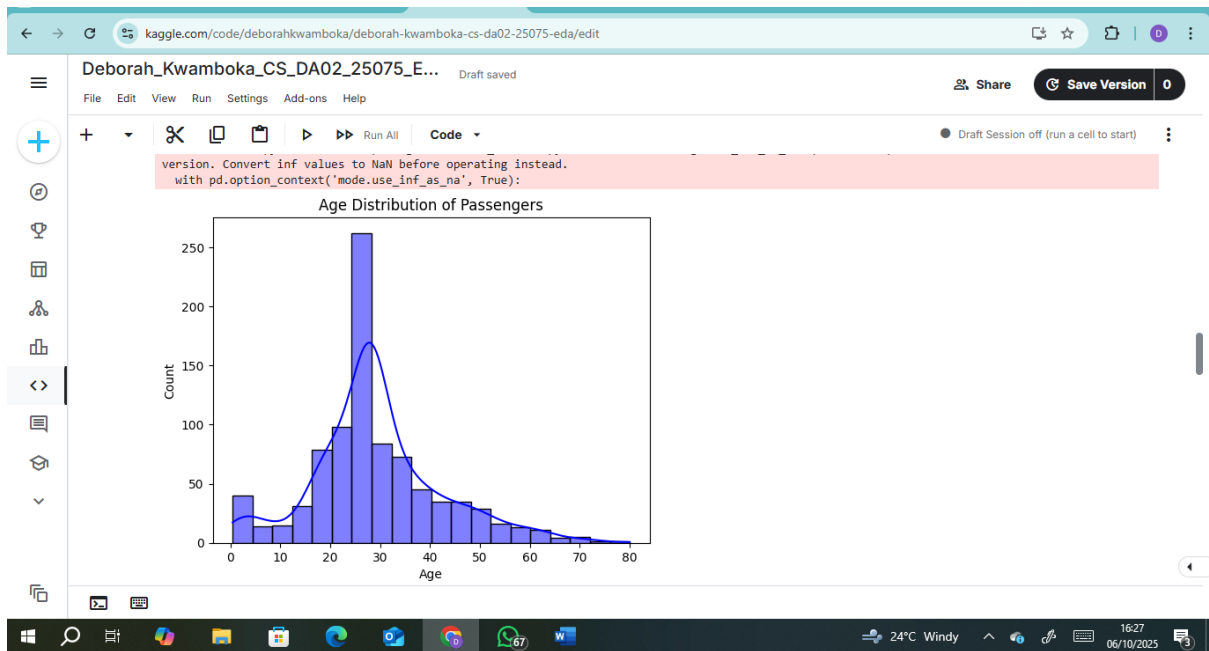 kaggle.com/code/deborahkwamboka/deborah-kwamboka-cs-da02-25075-eda/edit
D
Deborah_Kwamboka_CS_DA02_25075_E...
Draft saved
Share
Save Version
0
File Edit View Run Settings Add-ons Help
Run All
Code
Draft Session off (run a cell to start)
version. Convert inf values to NaN before operating instead.
with pd.option_context('mode.use_inf_as_na', True):
Age Distribution of Passengers
250
200
150
100
50
0
Count
0 10 20 30 40 50 60 70 80
Age
D
67
W
24°C Windy
16:27
06/10/2025
3